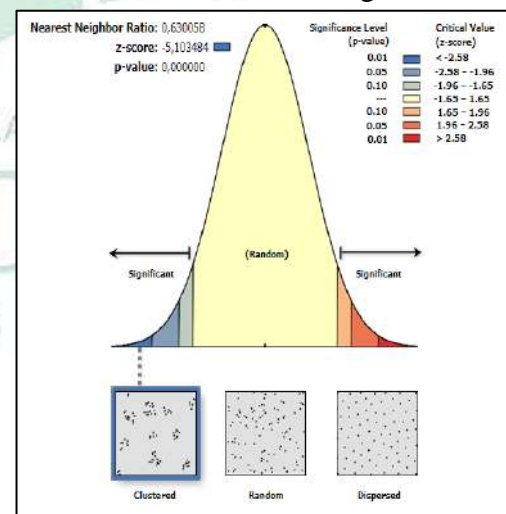 Nearest Neighbor Ratio: 0,630058
z-score: -5,103484
p-value: 0,000000
Significance Level
(p-value)
Critical Value
(z-score)
0.01 < -2.58
0.05 -2.58 – -1.96
0.10 -1.96 – -1.65
--- -1.65 – 1.65
0.10 1.65 – 1.96
0.05 1.96 – 2.58
0.01 > 2.58
(Random)
Significant
Significant
Clustered
Random
Dispersed